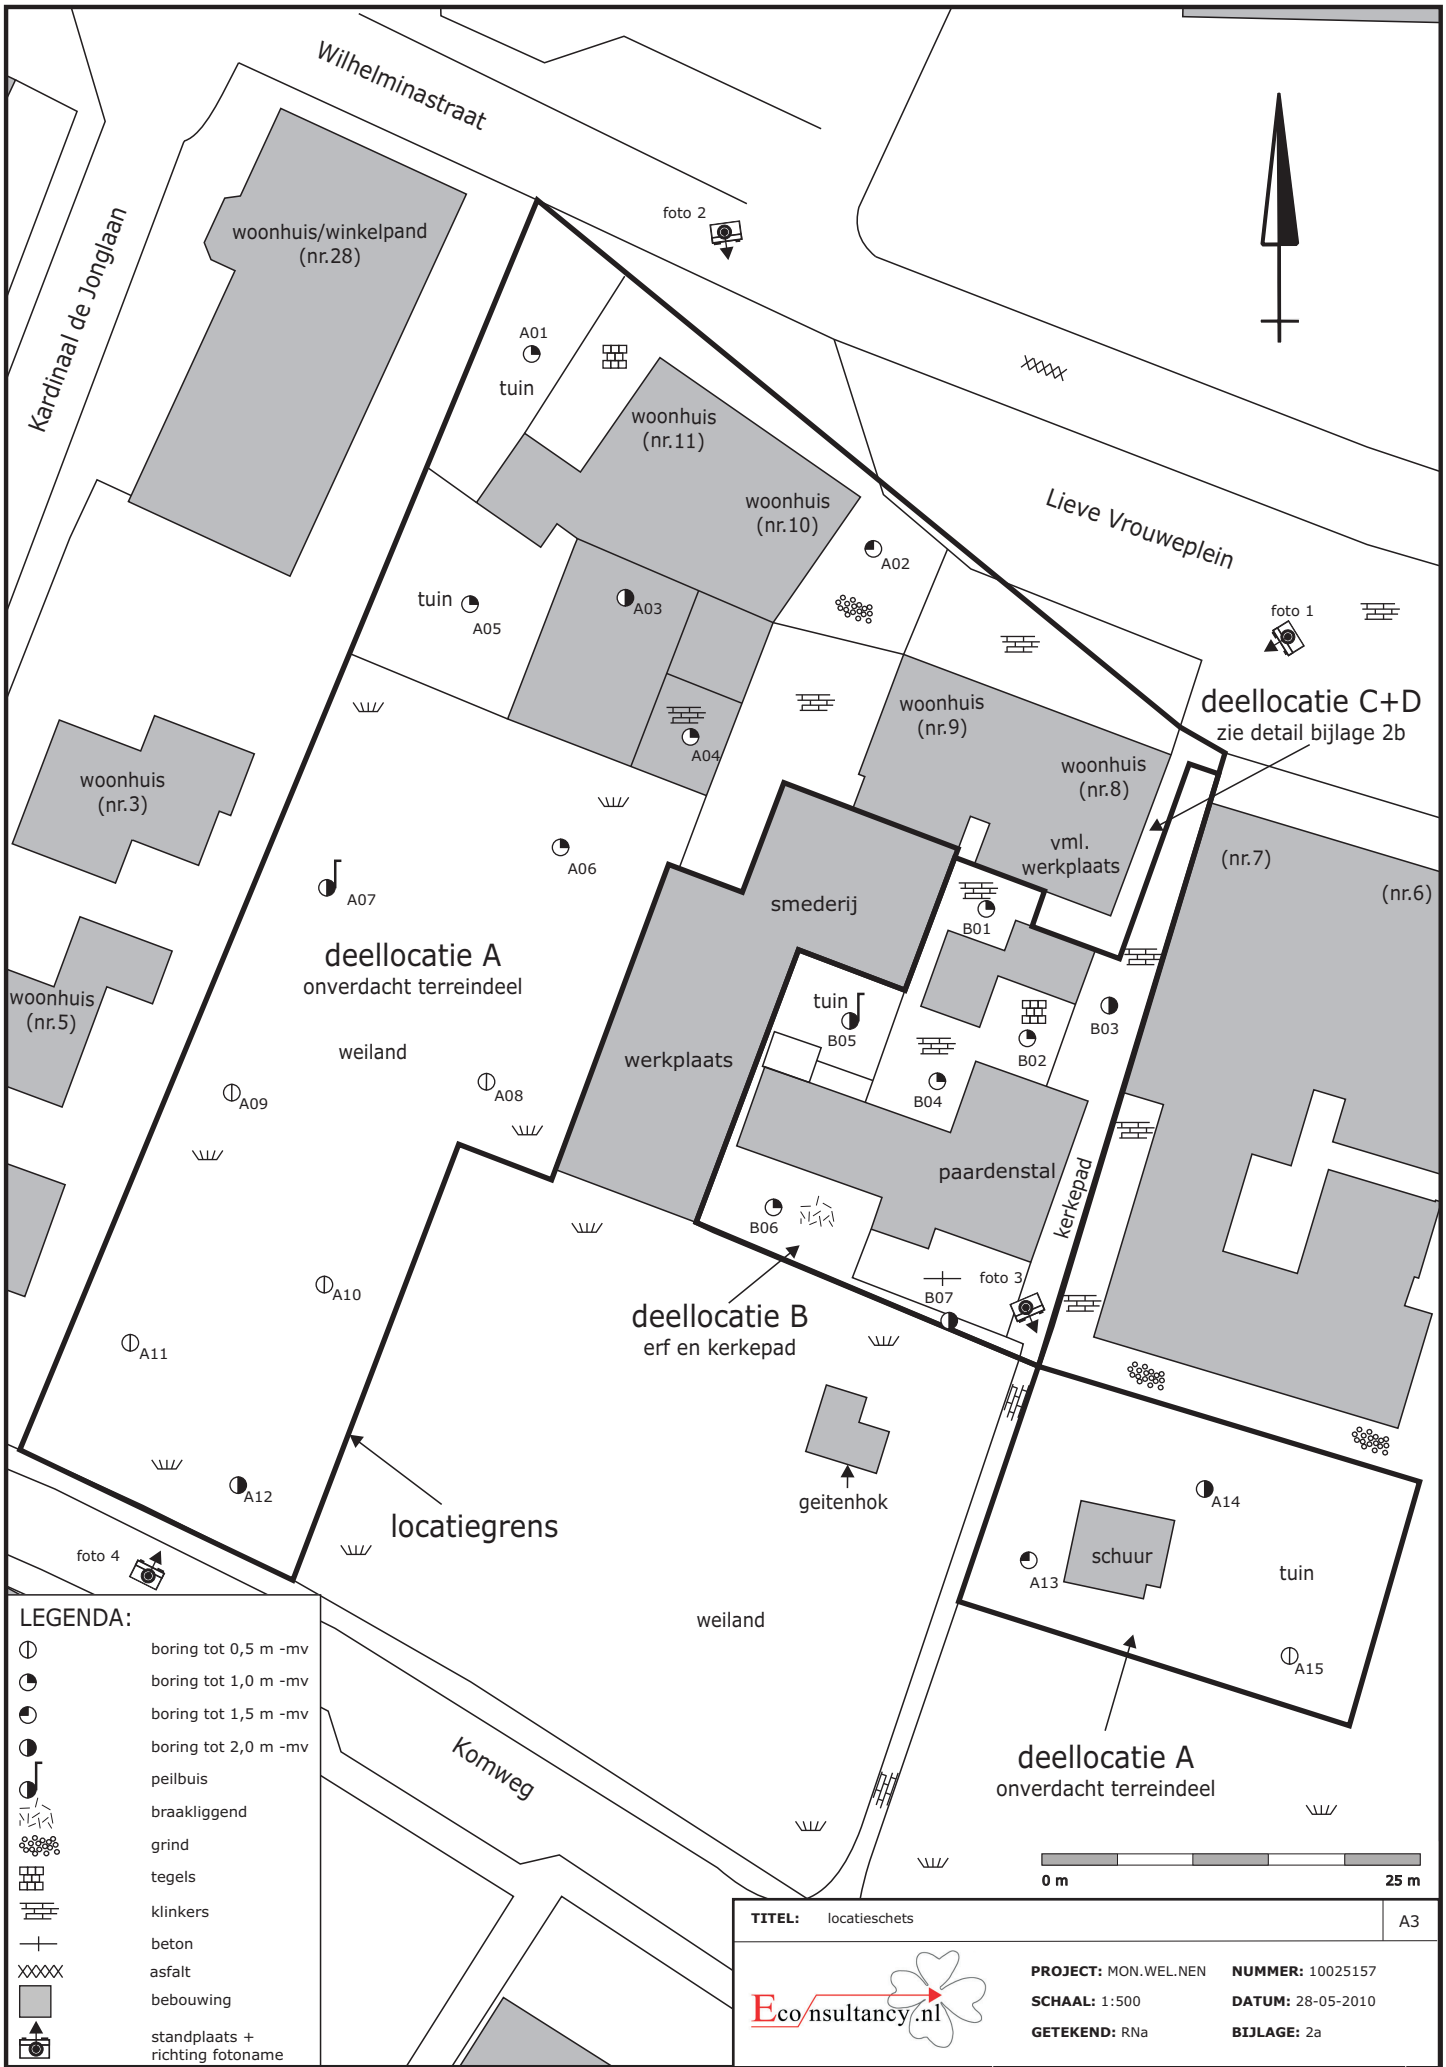 Wilhelminastraat
foto 2
woonhuis/winkelpand
(nr.28)
Kardinaal de Jonglaan
A01
tuin
woonhuis
(nr.11)
woonhuis
(nr.10)
Lieve Vrouweplein
A02
tuin
A05
A03
foto 1
woonhuis
(nr.9)
deellocatie C+D
zie detail bijlage 2b
A04
woonhuis
(nr.8)
woonhuis
(nr.3)
vml.
werkplaats
(nr.7)
(nr.6)
A06
A07
smederij
B01
deellocatie A
onverdacht terreindeel
woonhuis
(nr.5)
tuin
B05
B03
B02
weiland
werkplaats
A09
A08
B04
paardenstal
kerkepad
B06
foto 3
B07
A10
deellocatie B
erf en kerkepad
A11
A12
locatiegrens
geitenhok
A14
A13
schuur
tuin
foto 4
weiland
A15
LEGENDA:
boring tot 0,5 m -mv
boring tot 1,0 m -mv
boring tot 1,5 m -mv
boring tot 2,0 m -mv
peilbuis
braakliggend
grind
tegels
klinkers
beton
asfalt
bebouwing
standplaats +
richting fotoname
Komweg
deellocatie A
onverdacht terreindeel
0 m 25 m
TITEL: locatieschets A3
Econsultancy.nl
PROJECT: MON.WEL.NEN NUMMER: 10025157
SCHAAL: 1:500 DATUM: 28-05-2010
GETEKEND: RNa BIJLAGE: 2a